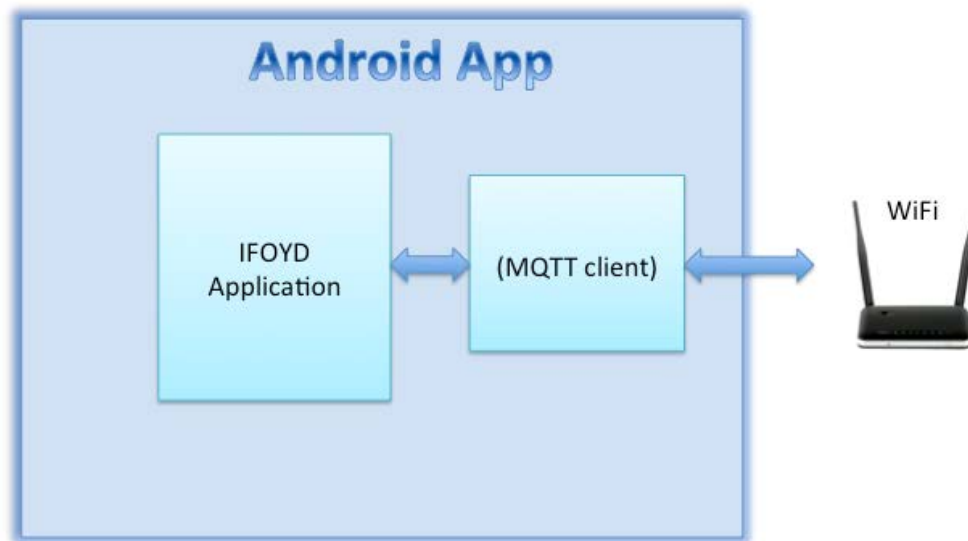 Android App
IFOYD
Application
(MQTT client)
WiFi